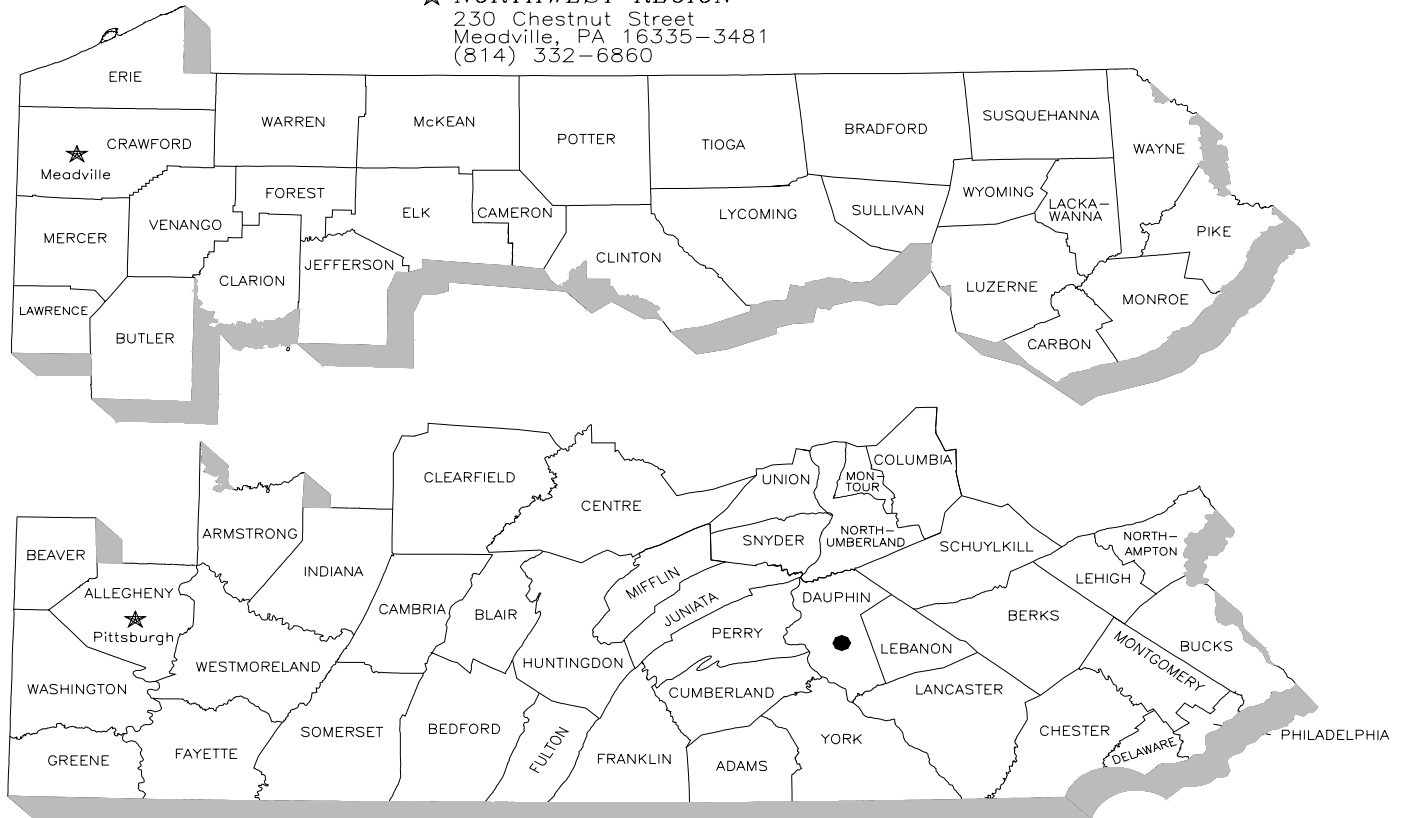 NORTHWEST REGION
230 Chestnut Street
Meadville, PA 16335-3481
(814) 332-6860
ERIE
CRAWFORD
Meadville
WARREN
McKEAN
POTTER
TIOGA
BRADFORD
SUSQUEHANNA
WAYNE
MERCER
VENANGO
FOREST
ELK
CAMERON
CLINTON
LYCOMING
SULLIVAN
WYOMING
LACKA-
WANNA
PIKE
LAWRENCE
BUTLER
CLARION
JEFFERSON
LUZERNE
MONROE
CARBON
CLEARFIELD
CENTRE
UNION
MON-
TOUR
COLUMBIA
BEAVER
ARMSTRONG
INDIANA
SNYDER
NORTH-
UMBERLAND
SCHUYLKILL
NORTH-
AMPTON
LEHIGH
ALLEGHENY
Pittsburgh
CAMBRIA
BLAIR
MIFFLIN
JUNIATA
PERRY
DAUPHIN
LEBANON
BERKS
BUCKS
MONTGOMERY
WASHINGTON
WESTMORELAND
HUNTINGDON
CUMBERLAND
LANCASTER
GREENE
FAYETTE
SOMERSET
BEDFORD
FULTON
FRANKLIN
ADAMS
YORK
CHESTER
DELAWARE
PHILADELPHIA